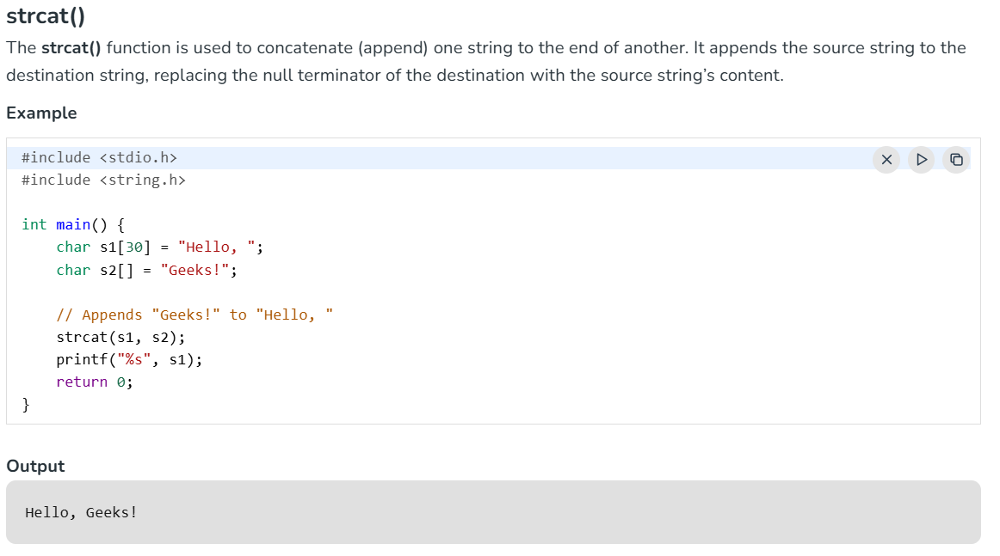 strcat()
The strcat() function is used to concatenate (append) one string to the end of another. It appends the source string to the
destination string, replacing the null terminator of the destination with the source string’s content.
Example
#include <stdio.h>
#include <string.h>

int main() {
    char s1[30] = "Hello, ";
    char s2[] = "Geeks!";

    // Appends "Geeks!" to "Hello, "
    strcat(s1, s2);
    printf("%s", s1);
    return 0;
}
Output
Hello, Geeks!